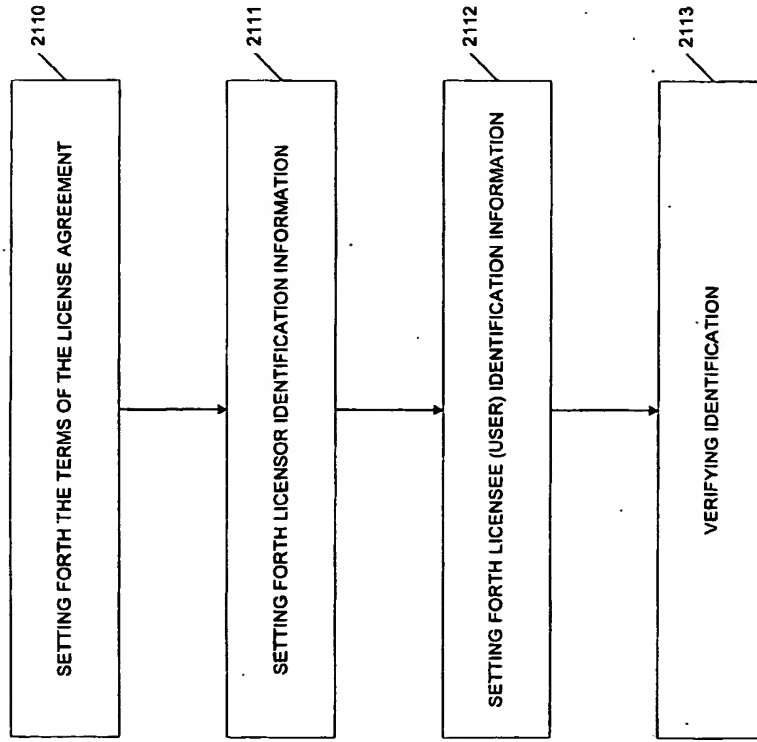 2110
SETTING FORTH THE TERMS OF THE LICENSE AGREEMENT
2111
SETTING FORTH LICENSOR IDENTIFICATION INFORMATION
2112
SETTING FORTH LICENSEE (USER) IDENTIFICATION INFORMATION
2113
VERIFYING IDENTIFICATION